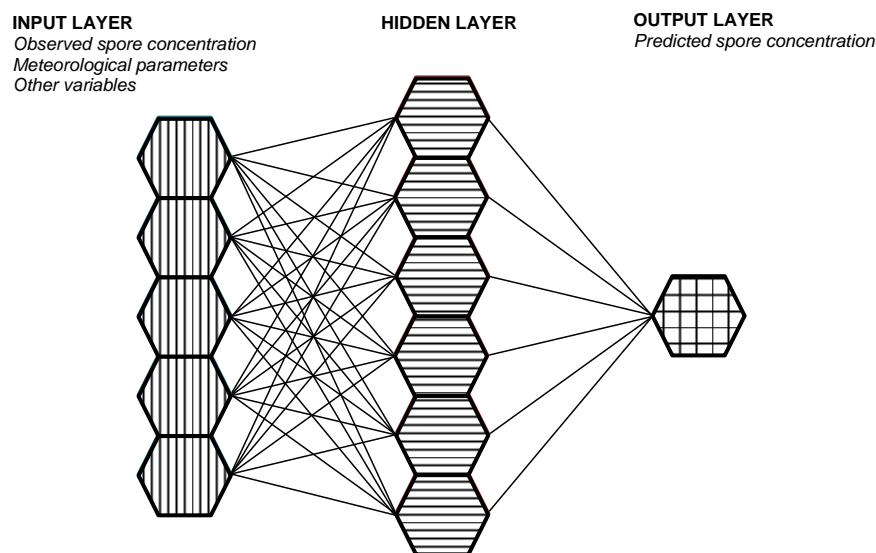 INPUT LAYER
Observed spore concentration
Meteorological parameters
Other variables
HIDDEN LAYER
OUTPUT LAYER
Predicted spore concentration